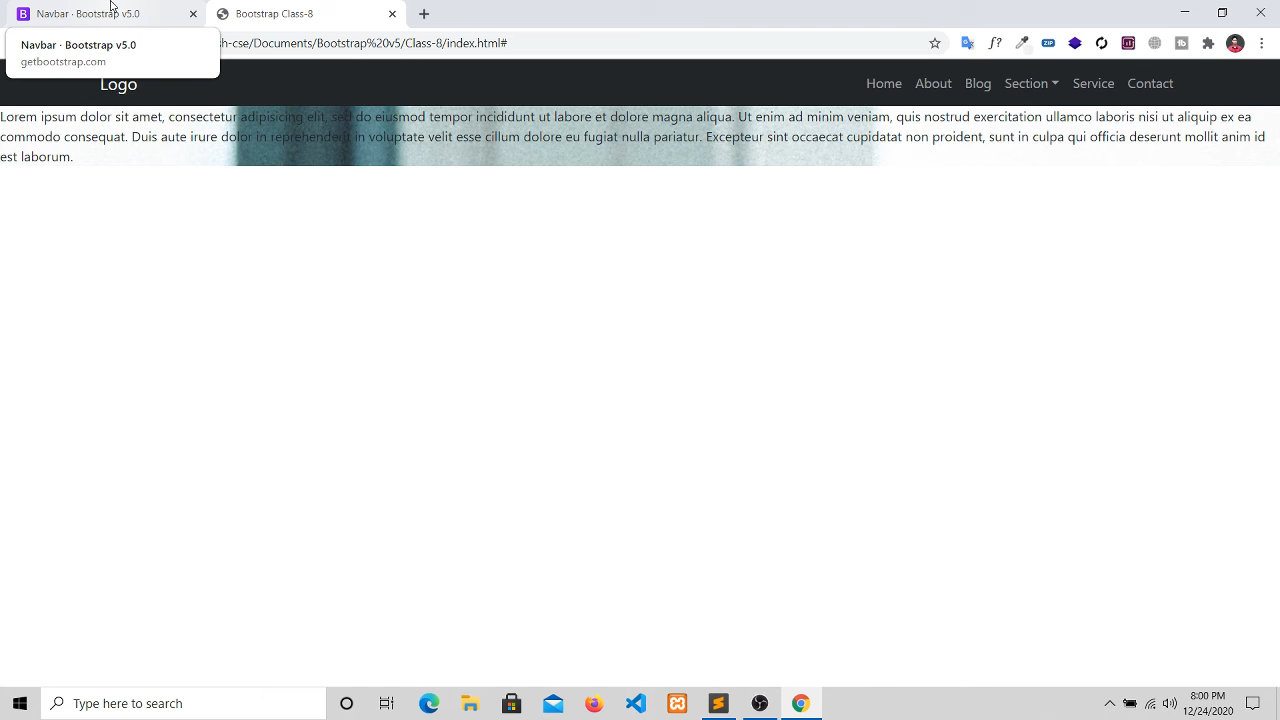 Navbar · Bootstrap v5.0
Bootstrap Class-8
Navbar · Bootstrap v5.0
getbootstrap.com
h-cse/Documents/Bootstrap%20v5/Class-8/index.html#
f?
ZIP
tb
Logo
Home About Blog Section Service Contact
Lorem ipsum dolor sit amet, consectetur adipisicing elit, sed do eiusmod tempor incididunt ut labore et dolore magna aliqua. Ut enim ad minim veniam, quis nostrud exercitation ullamco laboris nisi ut aliquip ex ea
commodo consequat. Duis aute irure dolor in reprehenderit in voluptate velit esse cillum dolore eu fugiat nulla pariatur. Excepteur sint occaecat cupidatat non proident, sunt in culpa qui officia deserunt mollit anim id
est laborum.
Type here to search
8:00 PM
12/24/2020